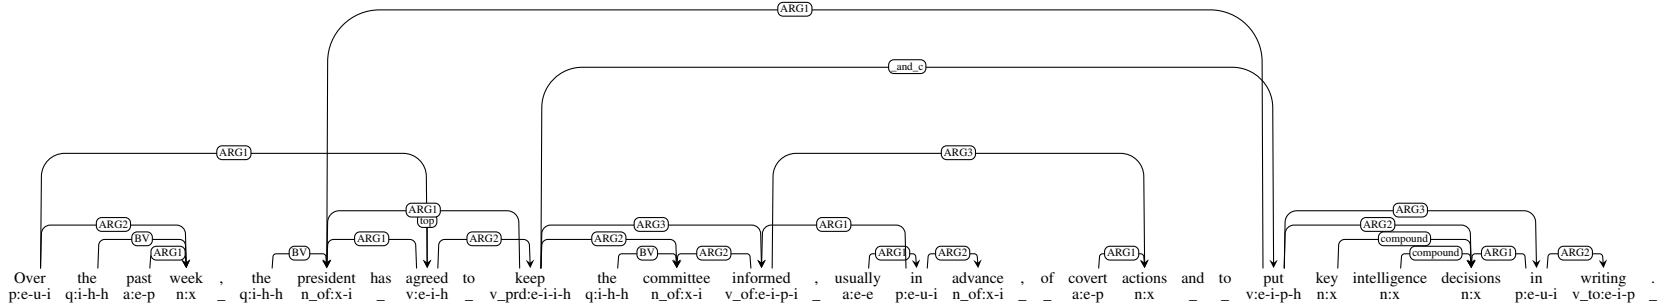 ARG1
_and_c
ARG1 ARG3
ARG1 ARG3
top
ARG2 ARG3 ARG1 ARG2
BV ARG1 ARG2 ARG2 compound
ARG1 BV BV ARG2 ARG1 ARG2 ARG1 compound ARG1 ARG2
Over the past week , the president has agreed to keep the committee informed , usually in advance , of covert actions and to put key intelligence decisions in writing .
p:e-u-i q:i-h-h a:e-p n:x _ q:i-h-h n_of:x-i _ v:e-i-h _ v_prd:e-i-i-h q:i-h-h n_of:x-i v_of:e-i-p-i _ a:e-e p:e-u-i n_of:x-i _ _ a:e-p n:x _ _ v:e-i-p-h n:x n:x n:x p:e-u-i v_to:e-i-p _